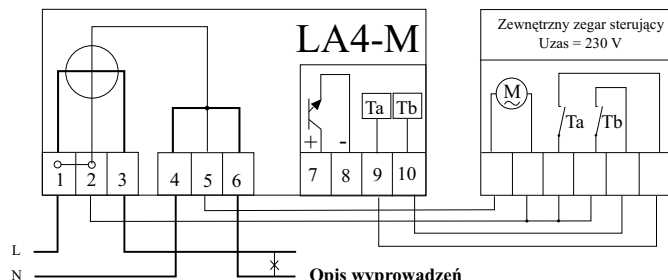 LA4-M
Zewnętrzny zegar sterujący
Uzas = 230 V
M
Ta Tb
Ta Tb
+ -
1 2 3 4 5 6 7 8 9 10
L
N
Opis wyprowadzeń